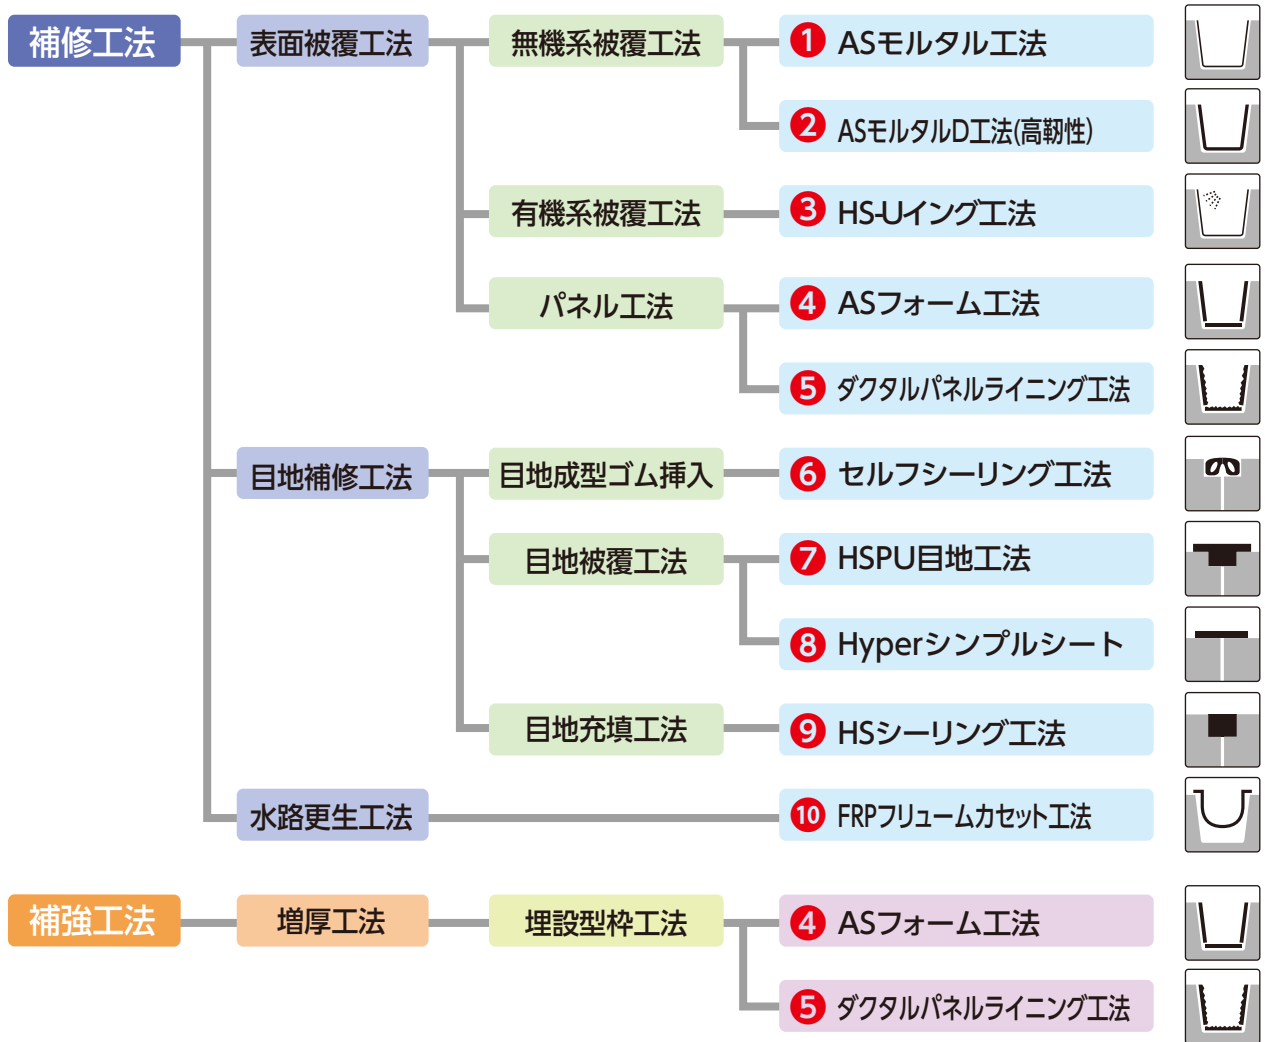 補修工法
表面被覆工法
無機系被覆工法
❶ ASモルタル工法
❷ ASモルタルD工法(高靭性)
有機系被覆工法
❸ HS-Uイング工法
パネル工法
❹ ASフォーム工法
❺ ダクタルパネルライニング工法
目地補修工法
目地成型ゴム挿入
❻ セルフシーリング工法
目地被覆工法
❼ HSPU目地工法
❽ Hyperシンプルシート
目地充填工法
❾ HSシーリング工法
水路更生工法
❿ FRPフリュームカセット工法
補強工法
増厚工法
埋設型枠工法
❹ ASフォーム工法
❺ ダクタルパネルライニング工法